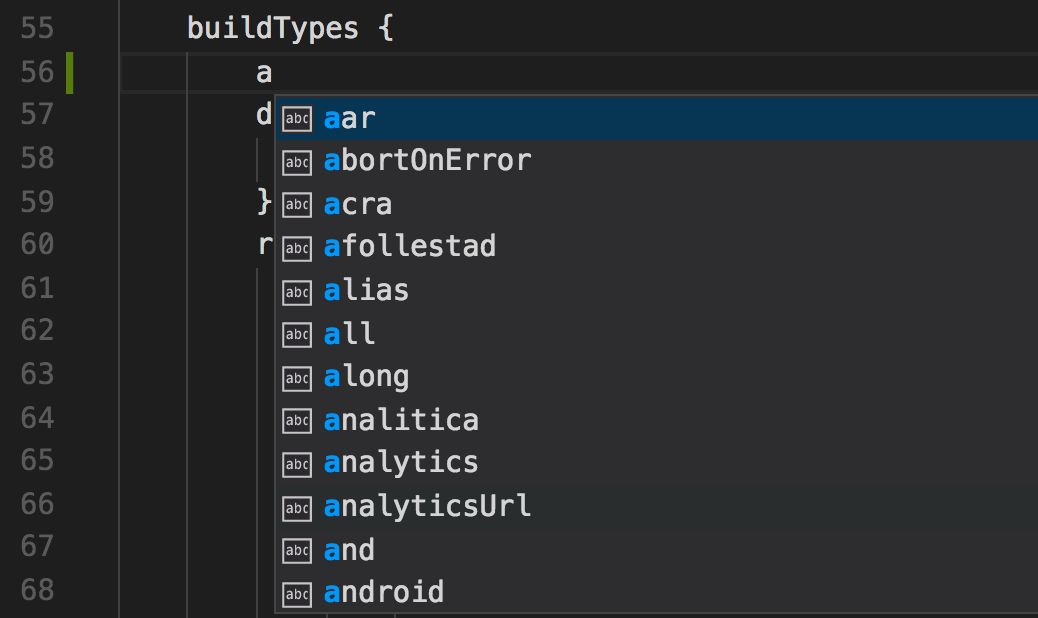 55 buildTypes {
56 a
57 d
abc aar
58
abc abortOnError
59 }
abc acra
60 r
abc afollestad
61
abc alias
62
abc all
63
abc along
64
abc analitica
65
abc analytics
66
abc analyticsUrl
67
abc and
68
abc android